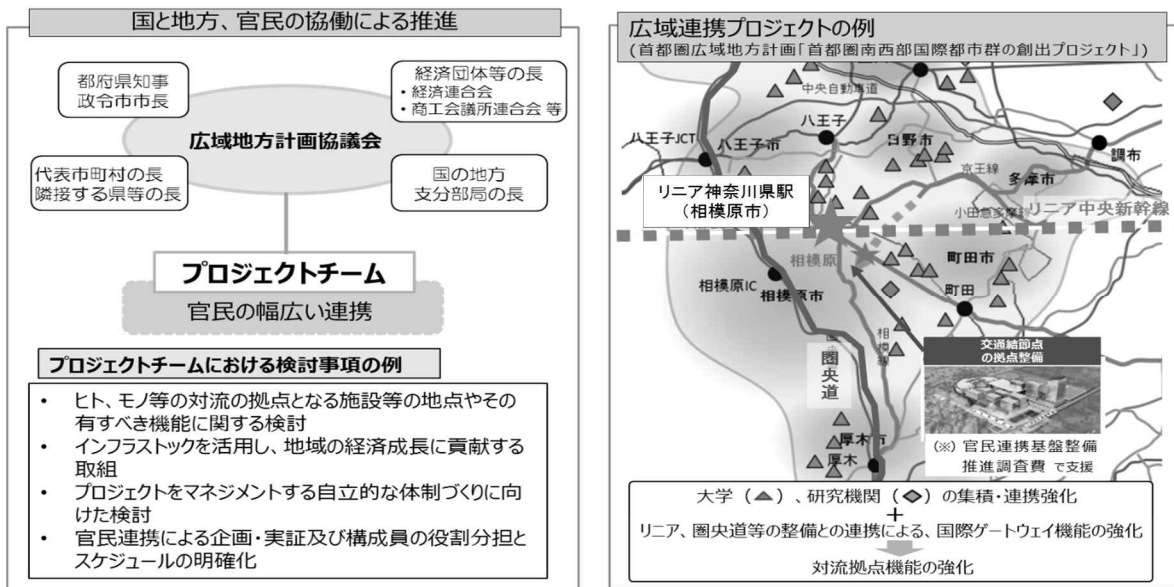 国と地方、官民の協働による推進
都府県知事
政令市市長
経済団体等の長
・経済連合会
・商工会議所連合会 等
広域地方計画協議会
代表市町村の長
隣接する県等の長
国の地方
支分部局の長
プロジェクトチーム
官民の幅広い連携
プロジェクトチームにおける検討事項の例
• ヒト、モノ等の対流の拠点となる施設等の地点やその
有すべき機能に関する検討
• インフラストックを活用し、地域の経済成長に貢献する
取組
• プロジェクトをマネジメントする自立的な体制づくりに向
けた検討
• 官民連携による企画・実証及び構成員の役割分担と
スケジュールの明確化
広域連携プロジェクトの例
(首都圏広域地方計画「首都圏南西部国際都市群の創出プロジェクト」)
中央自動車道
八王子
八王子JCT
八王子市
日野市
調布
京王線
多摩市
リニア神奈川県駅
(相模原市)
小田急多摩線
リニア中央新幹線
相模原
町田市
相模原IC
相模原市
町田
相模線
圏央道
交通結節点
の拠点整備
厚木市
厚木
(※) 官民連携基盤整備
推進調査費 で支援
大学(▲)、研究機関(◆)の集積・連携強化
+
リニア、圏央道等の整備との連携による、国際ゲートウェイ機能の強化
対流拠点機能の強化